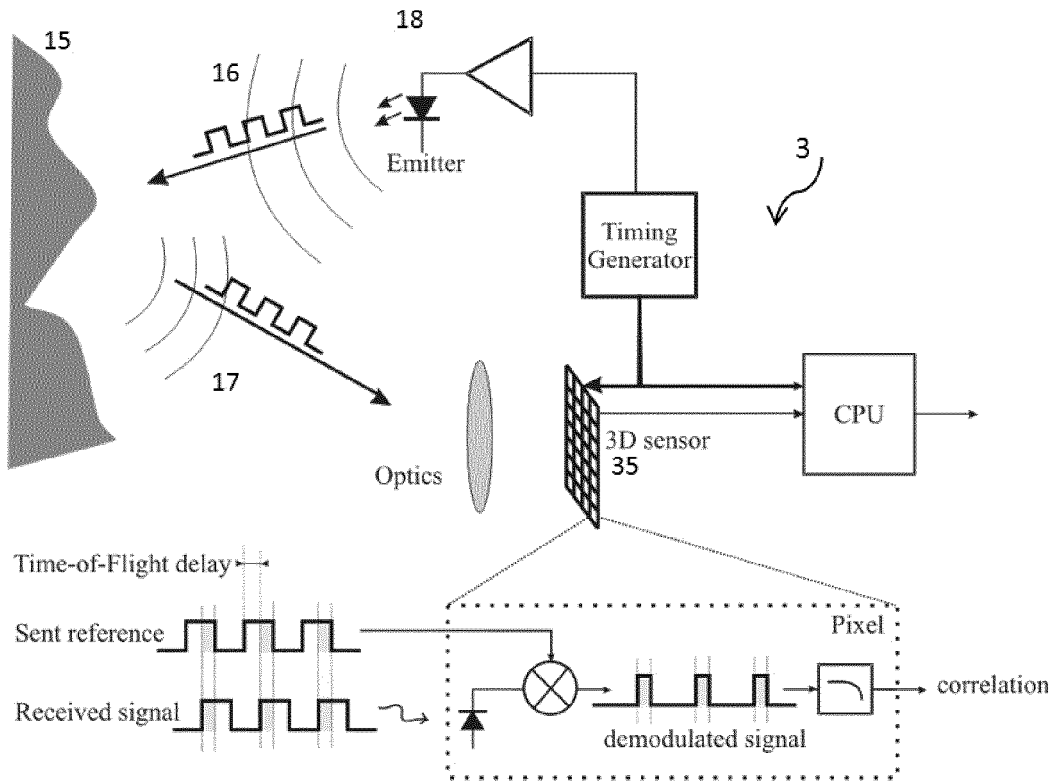 15
18
16
3
Emitter
Timing
Generator
17
CPU
3D sensor
35
Optics
Time-of-Flight delay
Pixel
Sent reference
correlation
Received signal
demodulated signal